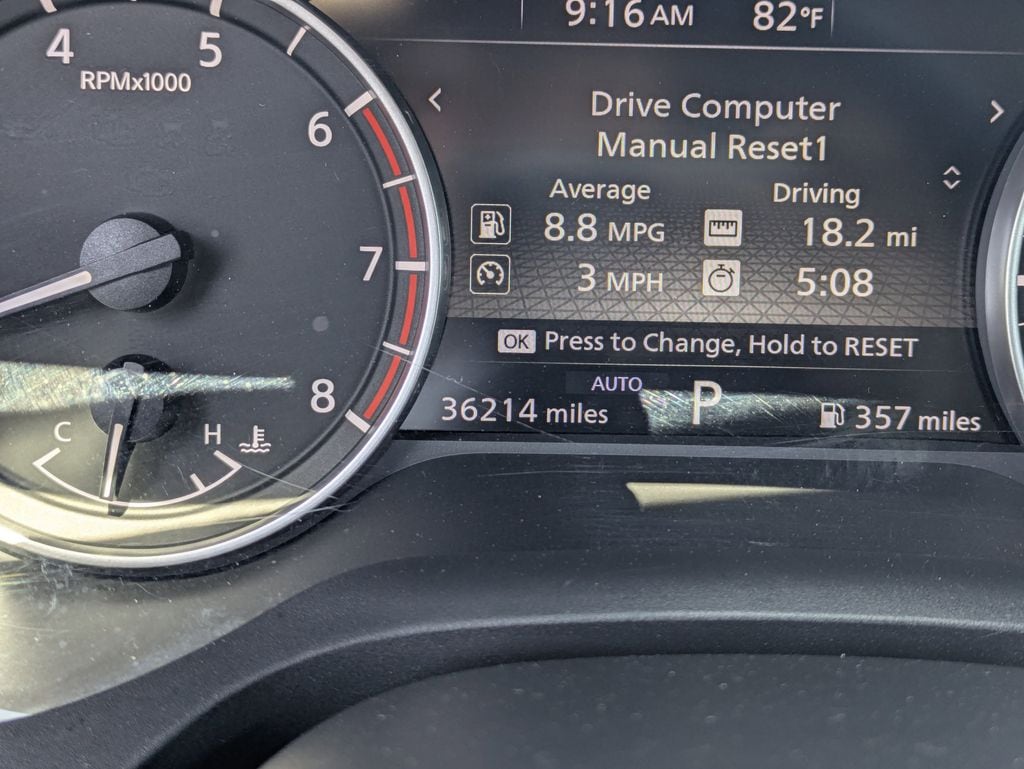 9:16 AM 82°F
4 5
RPMx1000
6
7
8
C H
Drive Computer
Manual Reset1
Average Driving
8.8 MPG 18.2 mi
3 MPH 5:08
OK Press to Change, Hold to RESET
AUTO
36214 miles P 357 miles